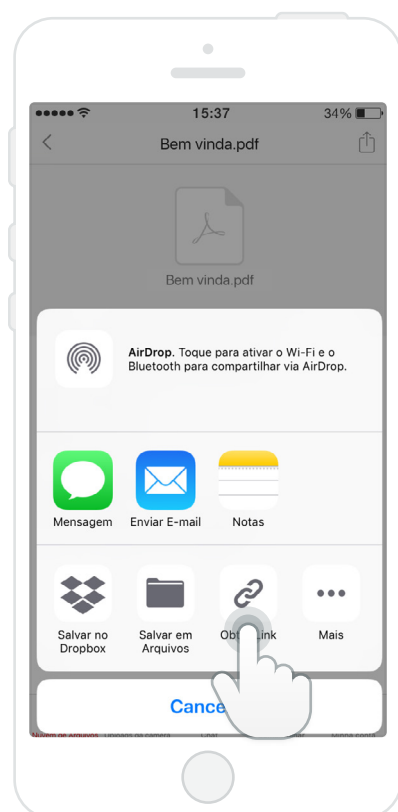 15:37
34%
Bem vinda.pdf
Bem vinda.pdf
AirDrop. Toque para ativar o Wi-Fi e o
Bluetooth para compartilhar via AirDrop.
Mensagem
Enviar E-mail
Notas
Salvar no
Dropbox
Salvar em
Arquivos
Link
Mais